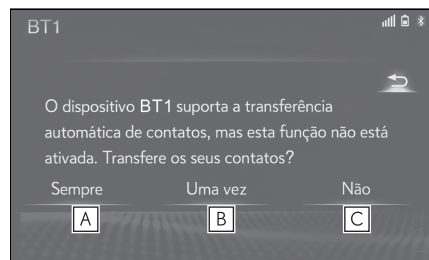 BT1
O dispositivo BT1 suporta a transferência
automática de contatos, mas esta função não está
ativada. Transfere os seus contatos?
Sempre Uma vez Não
A B C